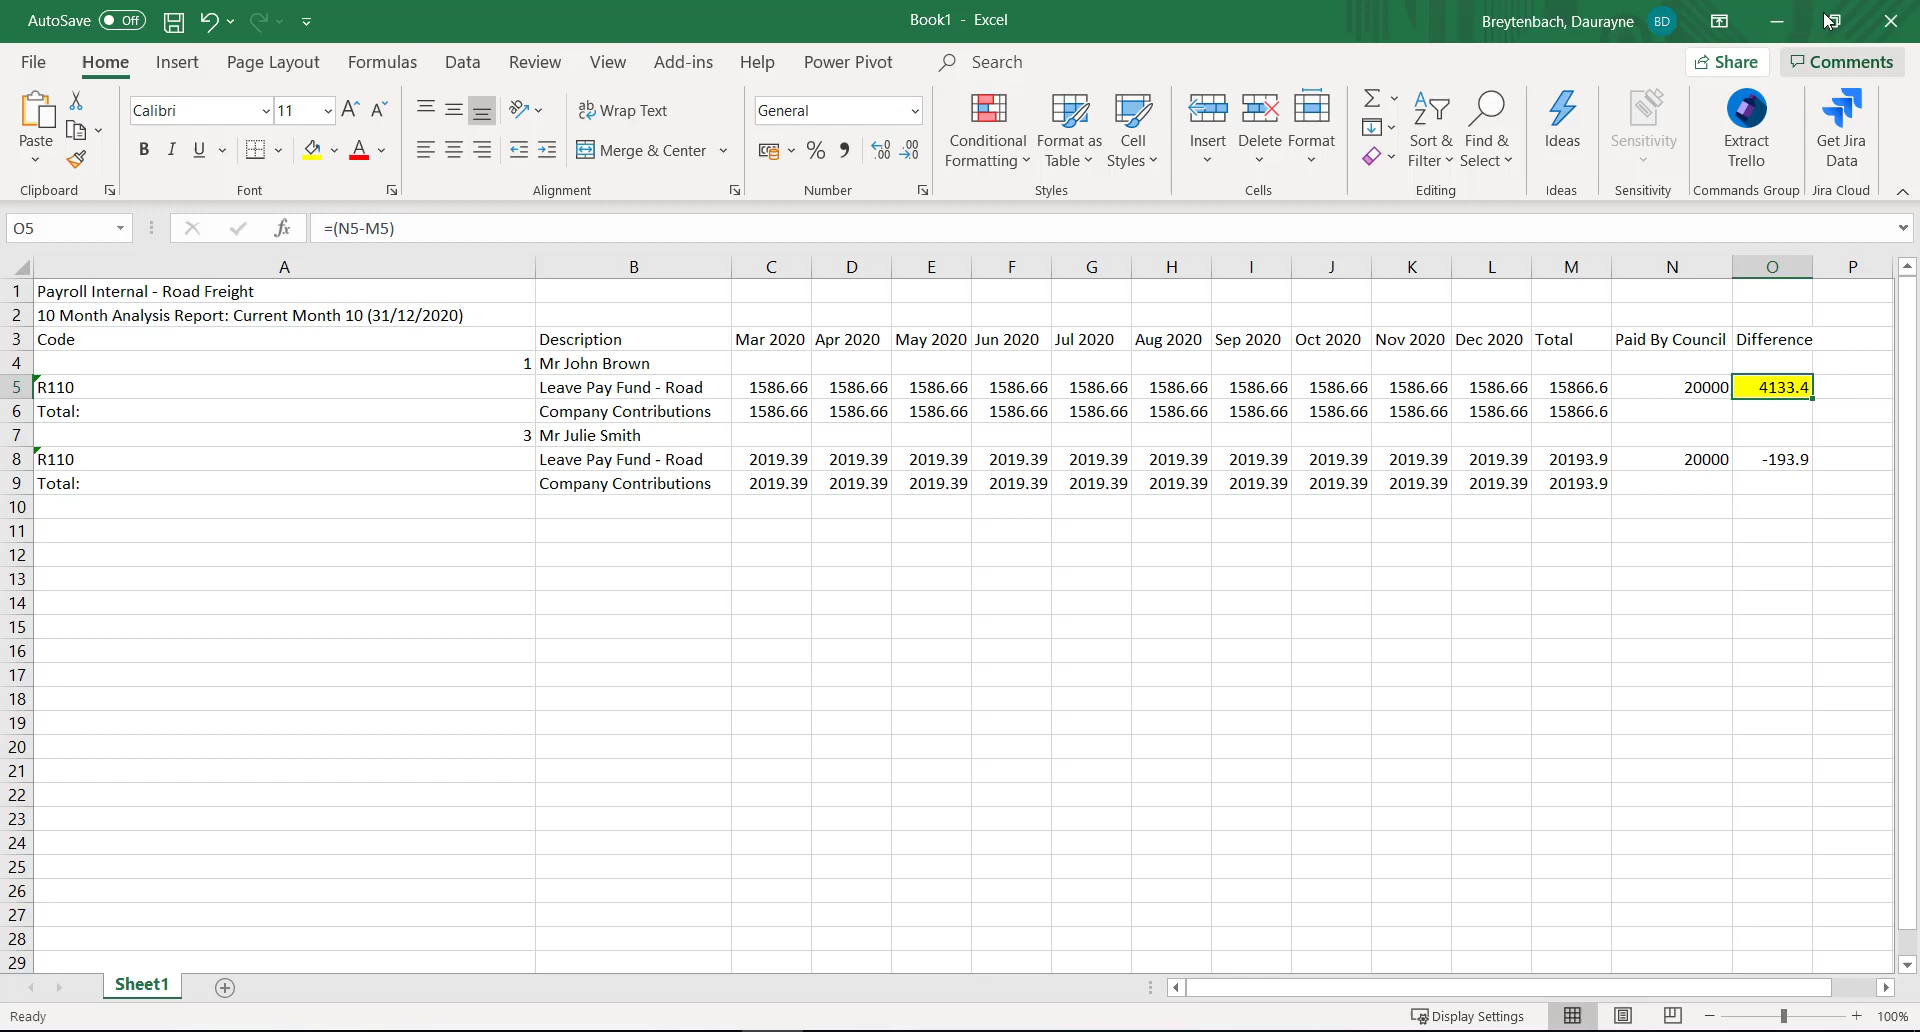 AutoSave Off Book1 - Excel Breytenbach, Daurayne BD
File Home Insert Page Layout Formulas Data Review View Add-ins Help Power Pivot Search Share Comments
Paste
Calibri 11
B I U
Wrap Text
Merge & Center
General
Conditional Formatting
Format as Table
Cell Styles
Insert Delete Format
Sort & Filter
Find & Select
Ideas
Sensitivity
Extract Trello
Get Jira Data
Clipboard Font Alignment Number Styles Cells Editing Ideas Sensitivity Commands Group Jira Cloud
O5 fx =(N5-M5)
A B C D E F G H I J K L M N O P
1 Payroll Internal - Road Freight
2 10 Month Analysis Report: Current Month 10 (31/12/2020)
3 Code Description Mar 2020 Apr 2020 May 2020 Jun 2020 Jul 2020 Aug 2020 Sep 2020 Oct 2020 Nov 2020 Dec 2020 Total Paid By Council Difference
4 1 Mr John Brown
5 R110 Leave Pay Fund - Road 1586.66 1586.66 1586.66 1586.66 1586.66 1586.66 1586.66 1586.66 1586.66 1586.66 15866.6 20000 4133.4
6 Total: Company Contributions 1586.66 1586.66 1586.66 1586.66 1586.66 1586.66 1586.66 1586.66 1586.66 1586.66 15866.6
7 3 Mr Julie Smith
8 R110 Leave Pay Fund - Road 2019.39 2019.39 2019.39 2019.39 2019.39 2019.39 2019.39 2019.39 2019.39 2019.39 20193.9 20000 -193.9
9 Total: Company Contributions 2019.39 2019.39 2019.39 2019.39 2019.39 2019.39 2019.39 2019.39 2019.39 2019.39 20193.9
10
11
12
13
14
15
16
17
18
19
20
21
22
23
24
25
26
27
28
29
Sheet1
Ready Display Settings 100%